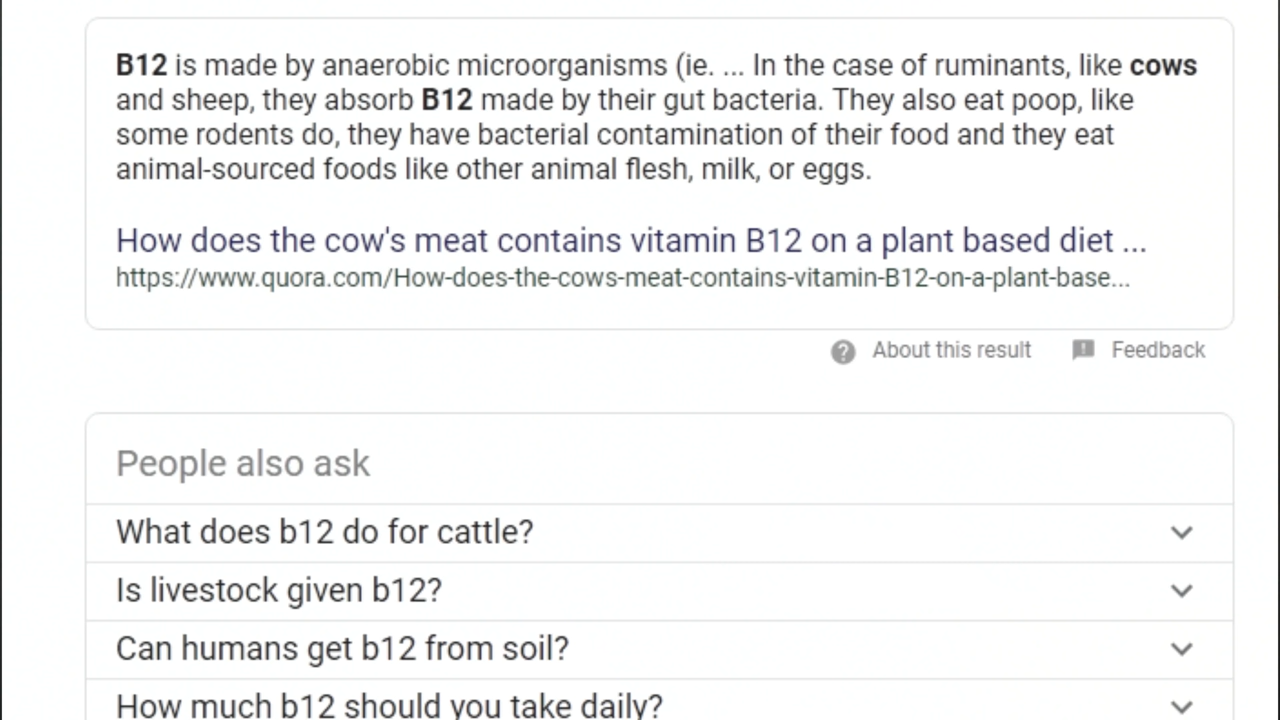 B12 is made by anaerobic microorganisms (ie. ... In the case of ruminants, like cows
and sheep, they absorb B12 made by their gut bacteria. They also eat poop, like
some rodents do, they have bacterial contamination of their food and they eat
animal-sourced foods like other animal flesh, milk, or eggs.
How does the cow's meat contains vitamin B12 on a plant based diet ...
https://www.quora.com/How-does-the-cows-meat-contains-vitamin-B12-on-a-plant-base...
About this result Feedback
People also ask
What does b12 do for cattle?
Is livestock given b12?
Can humans get b12 from soil?
How much b12 should you take daily?